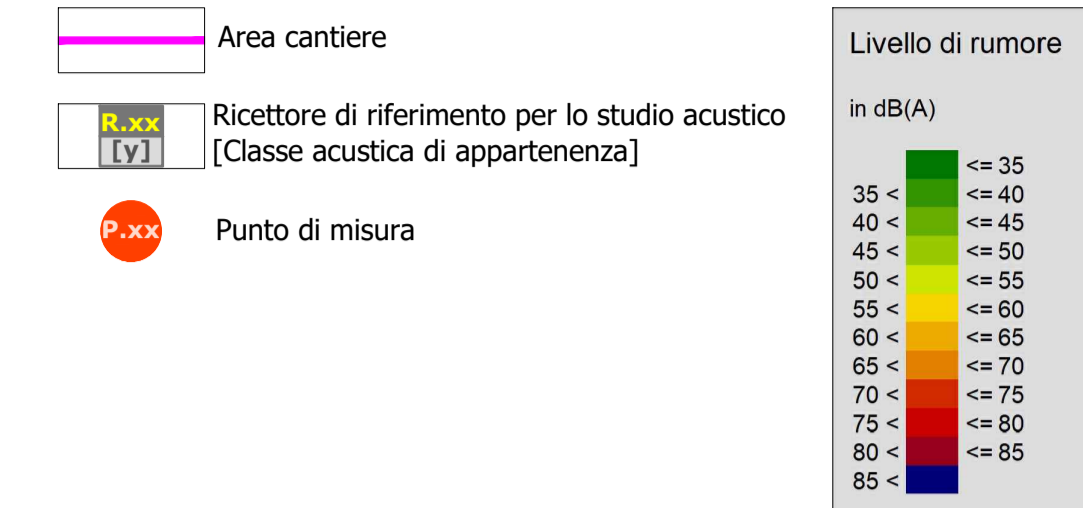 Area cantiere
R.xx
[y]
Ricettore di riferimento per lo studio acustico
[Classe acustica di appartenenza]
P.xx
Punto di misura
Livello di rumore
in dB(A)
<= 35
35 < <= 40
40 < <= 45
45 < <= 50
50 < <= 55
55 < <= 60
60 < <= 65
65 < <= 70
70 < <= 75
75 < <= 80
80 < <= 85
85 <